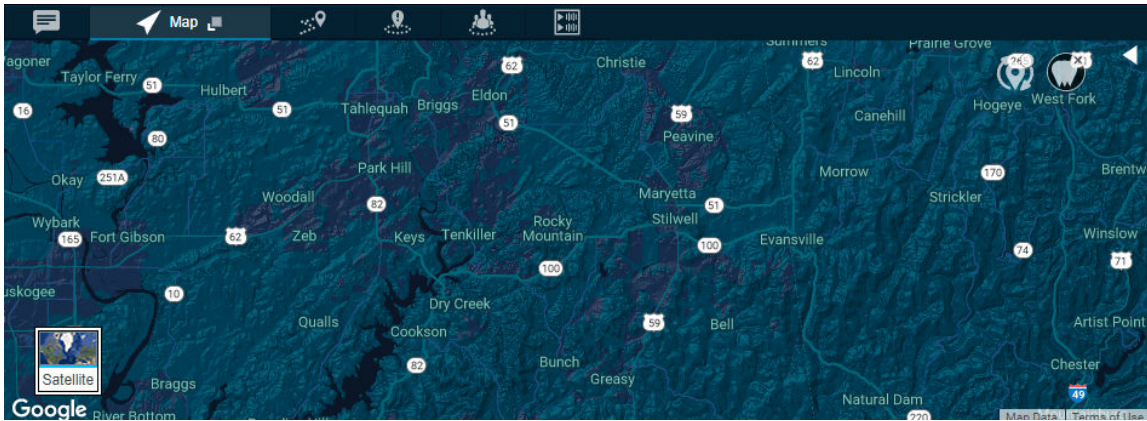 Map
Summers
Prairie Grove
Christie
62
62
265
agoner
Taylor Ferry
51
Hulbert
Lincoln
Eldon
Hogeye
West Fork
16
51
Tahlequah
Briggs
51
59
Canehill
80
Peavine
Park Hill
Okay
251A
Morrow
170
Brentw
Woodall
Maryetta
Strickler
82
51
Wybark
Rocky
Mountain
Stilwell
165
Fort Gibson
62
Zeb
Keys
Tenkiller
100
Evansville
74
Winslow
100
71
uskogee
10
Dry Creek
Qualls
Cookson
59
Bell
Artist Point
82
Bunch
Chester
Satellite
Braggs
Greasy
49
Natural Dam
Google
River Bottom
220
Map Data
Terms of Use